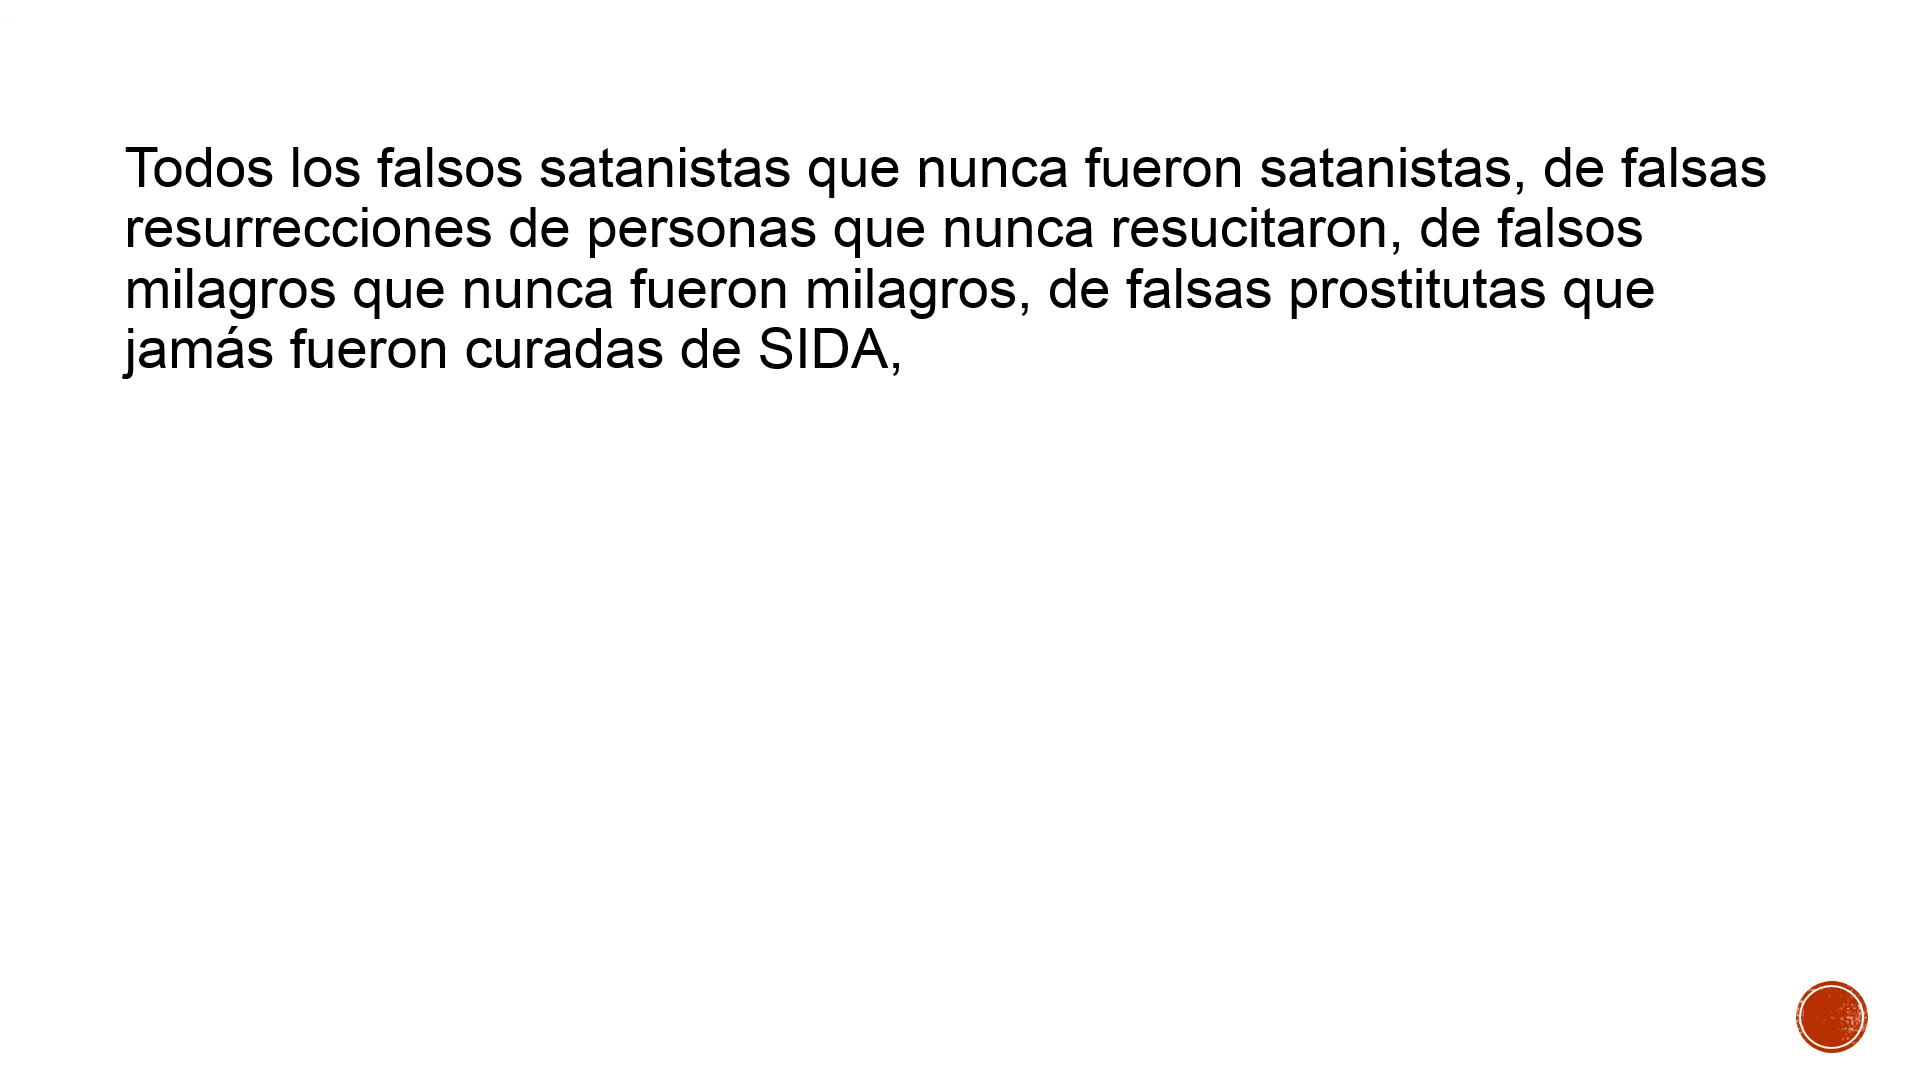 Todos los falsos satanistas que nunca fueron satanistas, de falsas
resurrecciones de personas que nunca resucitaron, de falsos
milagros que nunca fueron milagros, de falsas prostitutas que
jamás fueron curadas de SIDA,